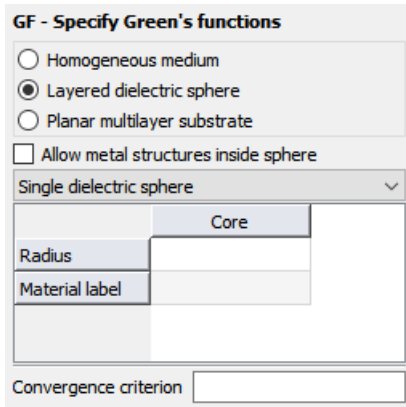 GF - Specify Green's functions
Homogeneous medium
Layered dielectric sphere
Planar multilayer substrate
Allow metal structures inside sphere
Single dielectric sphere
Core
Radius
Material label
Convergence criterion